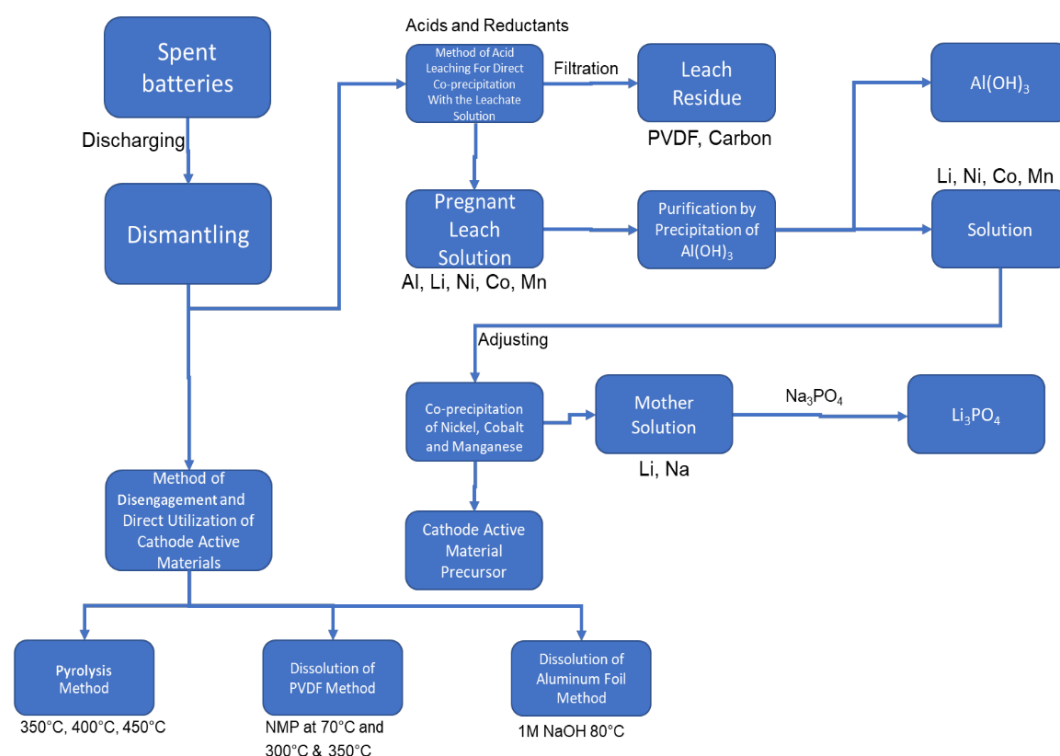 Spent
batteries
Discharging
Dismantling
Acids and Reductants
Method of Acid
Leaching For Direct
Co-precipitation
With the Leachate
Solution
Filtration
Leach
Residue
PVDF, Carbon
Al(OH)₃
Pregnant
Leach
Solution
Al, Li, Ni, Co, Mn
Purification by
Precipitation of
Al(OH)₃
Li, Ni, Co, Mn
Solution
Adjusting
Co-precipitation
of Nickel, Cobalt
and Manganese
Mother
Solution
Li, Na
Na₃PO₄
Li₃PO₄
Cathode Active
Material
Precursor
Method of
Disengagement and
Direct Utilization of
Cathode Active
Materials
Pyrolysis
Method
350°C, 400°C, 450°C
Dissolution of
PVDF Method
NMP at 70°C and
300°C & 350°C
Dissolution of
Aluminum Foil
Method
1M NaOH 80°C